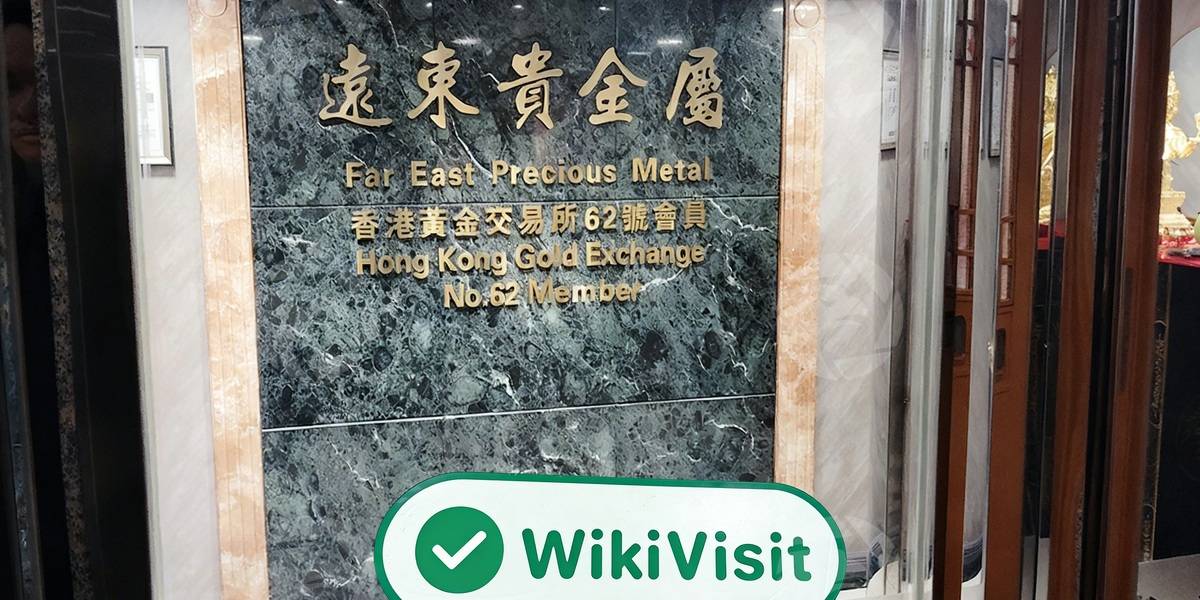 遠東貴金屬
Far East Precious Metal
香港黃金交易所62號會員
Hong Kong Gold Exchange
No.62 Member
WikiVisit